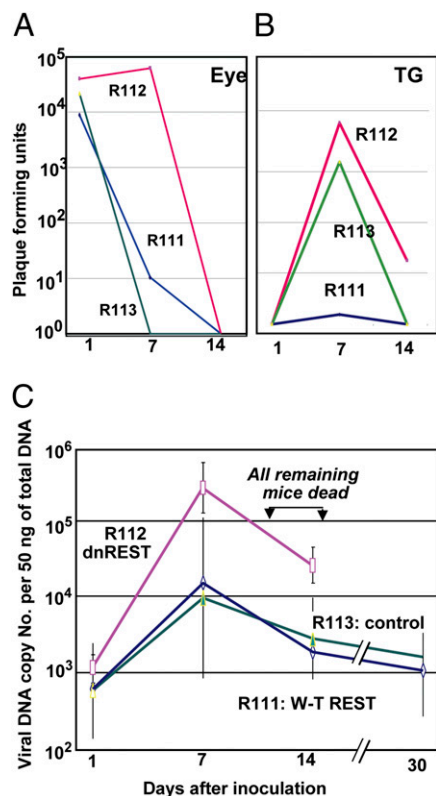 A
B
Eye
TG
Plaque forming units
10^5
10^4
10^3
10^2
10^1
10^0
R112
R111
R113
1 7 14
R112
R113
R111
1 7 14
C
Viral DNA copy No. per 50 ng of total DNA
10^6
10^5
10^4
10^3
10^2
All remaining
mice dead
R112
dnREST
R113: control
R111: W-T REST
1 7 14 30
Days after inoculation